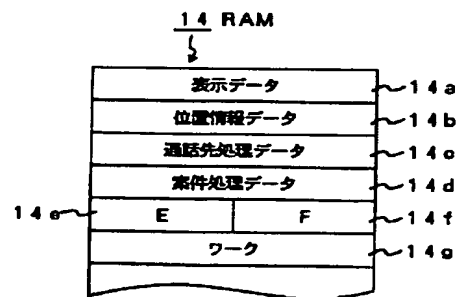 14 RAM
表示データ 14a
位置情報データ 14b
通話先処理データ 14c
案件処理データ 14d
14e E F 14f
ワーク 14g